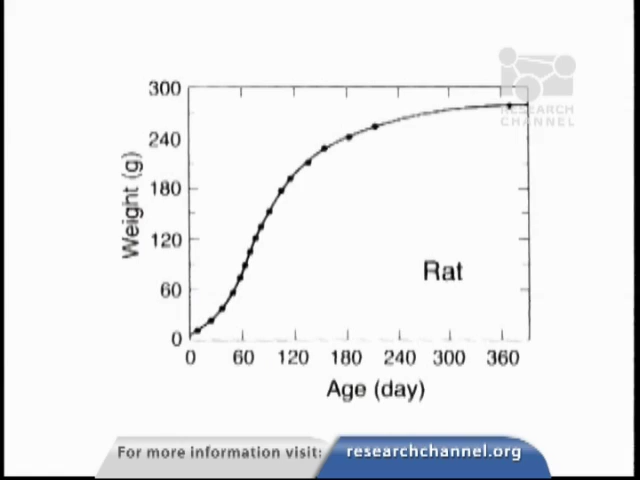 RESEARCH
CHANNEL
300
240
180
120
60
0
Weight (g)
Rat
0 60 120 180 240 300 360
Age (day)
For more information visit: researchchannel.org